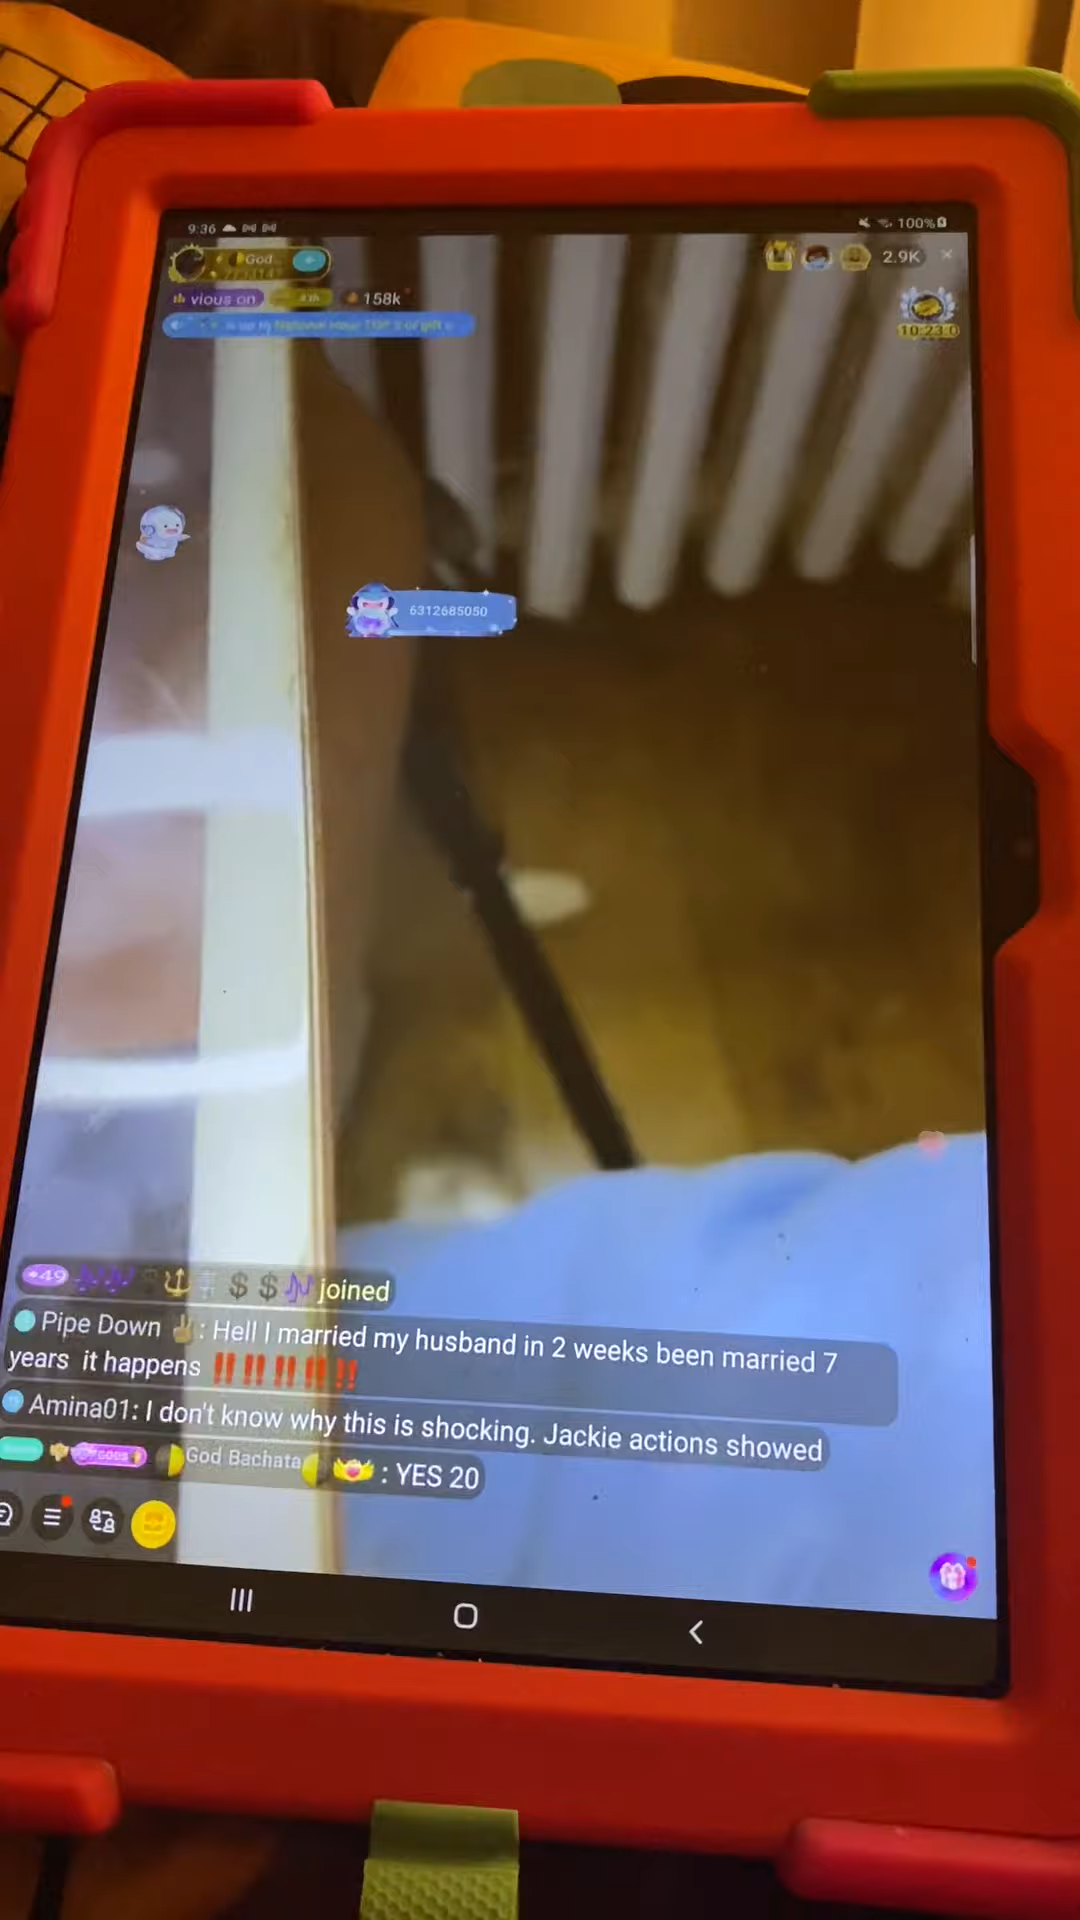 9:36
100%
God...
2.9K
vious on
158k
10:23:0
6312685050
49 $ $ joined
Pipe Down ✌: Hell I married my husband in 2 weeks been married 7
years it happens ‼️‼️‼️‼️‼️
Amina01: I don't know why this is shocking. Jackie actions showed
God Bachata : YES 20